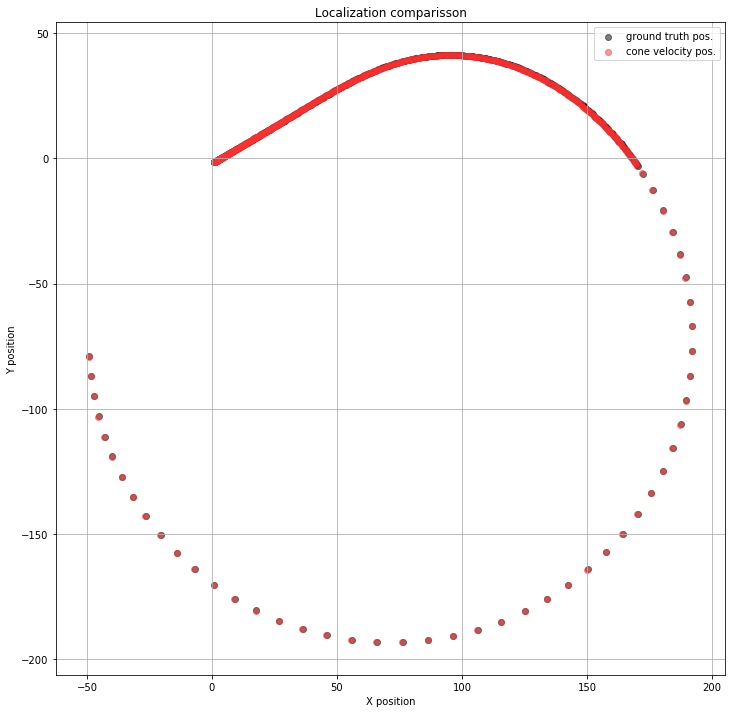 Localization comparisson
ground truth pos.
cone velocity pos.
50
0
−50
−100
−150
−200
Y position
−50
0
50
100
150
200
X position